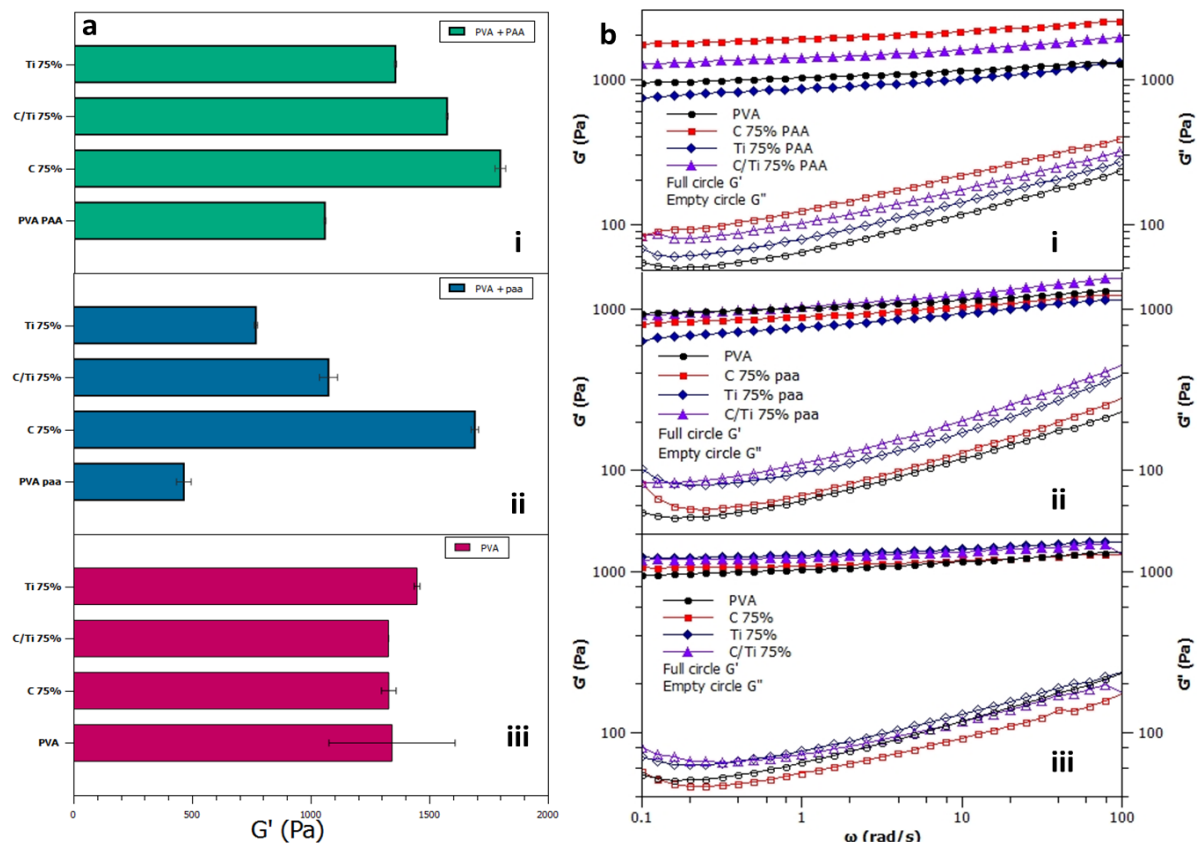 a
PVA + PAA
Ti 75%
C/Ti 75%
C 75%
PVA PAA
i
PVA + paa
Ti 75%
C/Ti 75%
C 75%
PVA paa
ii
PVA
Ti 75%
C/Ti 75%
C 75%
PVA
iii
0 500 1000 1500 2000
G' (Pa)
b
1000
100
G' (Pa)
PVA
C 75% PAA
Ti 75% PAA
C/Ti 75% PAA
Full circle G'
Empty circle G"
1000
100
G" (Pa)
i
1000
100
G' (Pa)
PVA
C 75% paa
Ti 75% paa
C/Ti 75% paa
Full circle G'
Empty circle G"
1000
100
G" (Pa)
ii
1000
100
G' (Pa)
PVA
C 75%
Ti 75%
C/Ti 75%
Full circle G'
Empty circle G"
1000
100
G" (Pa)
iii
0.1 1 10 100
ω (rad/s)